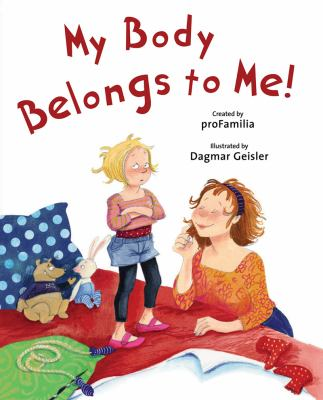 My Body
Belongs to Me!
Created by
proFamilia
Illustrated by
Dagmar Geisler